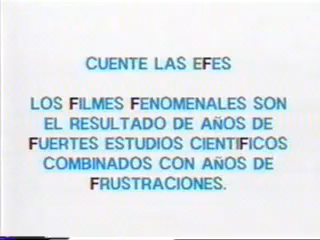 CUENTE LAS EFES
LOS FILMES FENOMENALES SON
EL RESULTADO DE AñOS DE
FUERTES ESTUDIOS CIENTIFICOS
COMBINADOS CON AñOS DE
FRUSTRACIONES.